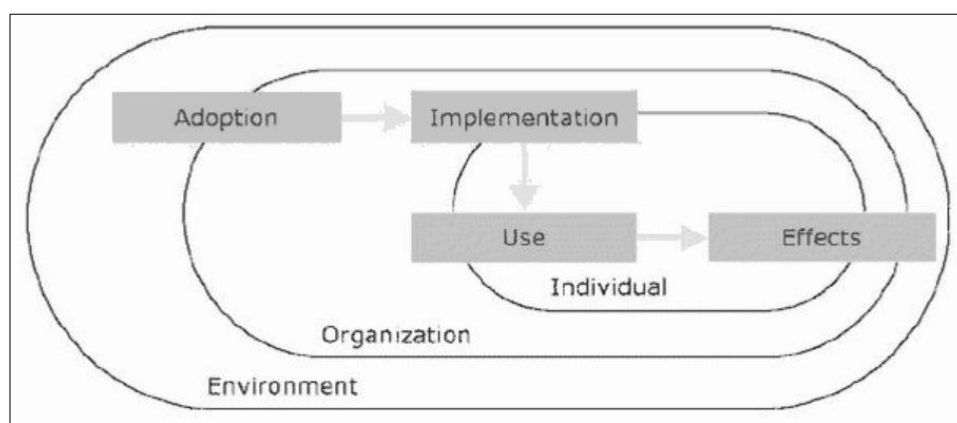 Adoption
Implementation
Use
Effects
Individual
Organization
Environment